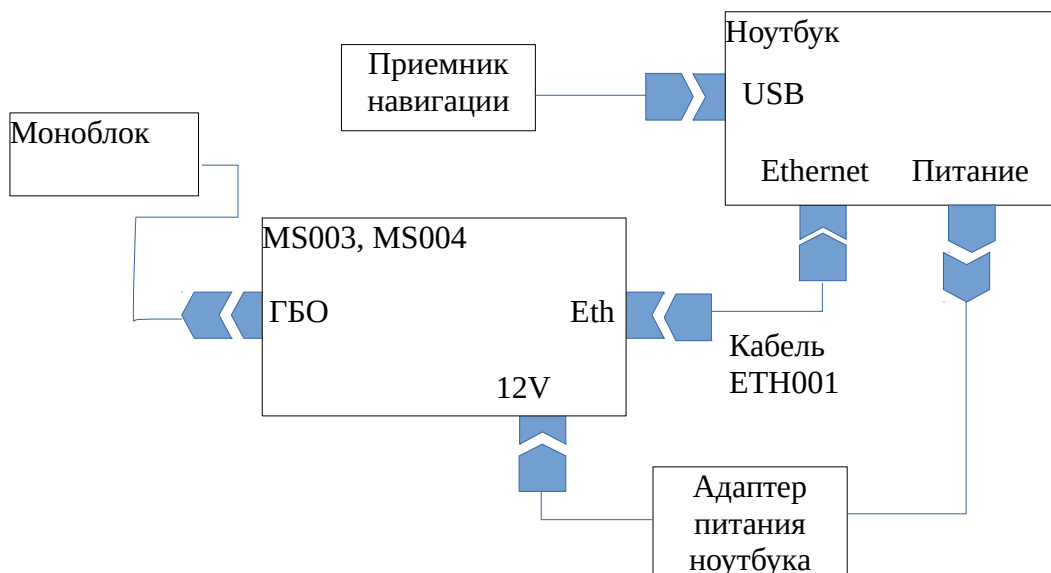 Ноутбук
Приемник
навигации
USB
Моноблок
Ethernet
Питание
MS003, MS004
ГБО
Eth
Кабель
ETH001
12V
Адаптер
питания
ноутбука